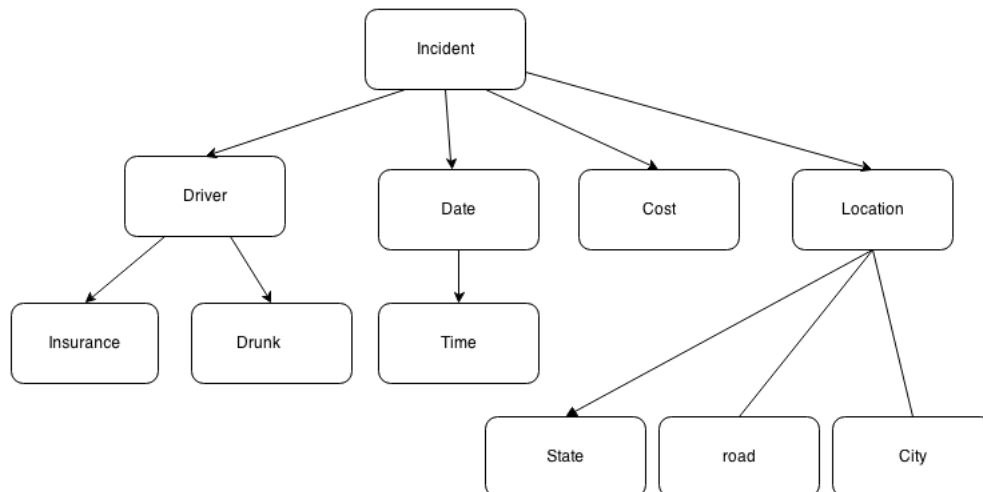 Incident
Driver
Date
Cost
Location
Insurance
Drunk
Time
State
road
City